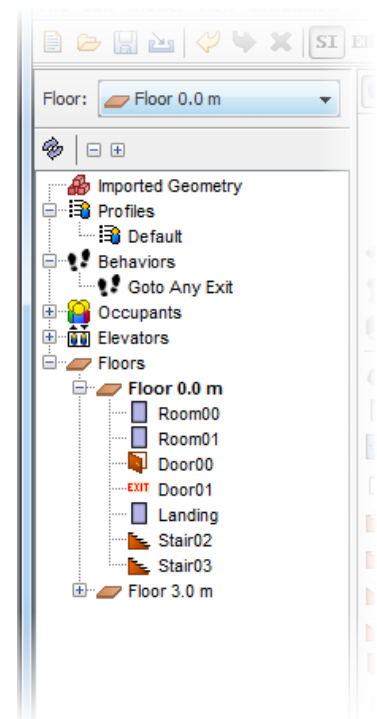 SI
Floor: Floor 0.0 m
Imported Geometry
Profiles
Default
Behaviors
Goto Any Exit
Occupants
Elevators
Floors
Floor 0.0 m
Room00
Room01
Door00
EXIT Door01
Landing
Stair02
Stair03
Floor 3.0 m